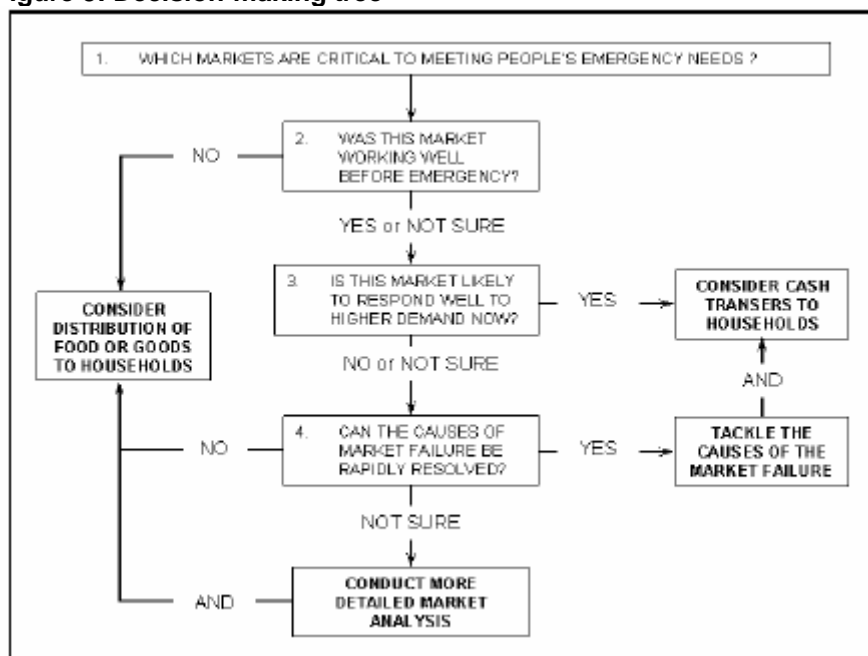 igure 3. Decision-making tree
1. WHICH MARKETS ARE CRITICAL TO MEETING PEOPLE'S EMERGENCY NEEDS ?
2. WAS THIS MARKET
WORKING WELL
BEFORE EMERGENCY?
NO
YES or NOT SURE
3. IS THIS MARKET LIKELY
TO RESPOND WELL TO
HIGHER DEMAND NOW?
YES
CONSIDER CASH
TRANSERS TO
HOUSEHOLDS
CONSIDER
DISTRIBUTION OF
FOOD OR GOODS
TO HOUSEHOLDS
NO or NOT SURE
AND
4. CAN THE CAUSES OF
MARKET FAILURE BE
RAPIDLY RESOLVED?
NO
YES
TACKLE THE
CAUSES OF THE
MARKET FAILURE
NOT SURE
CONDUCT MORE
DETAILED MARKET
ANALYSIS
AND